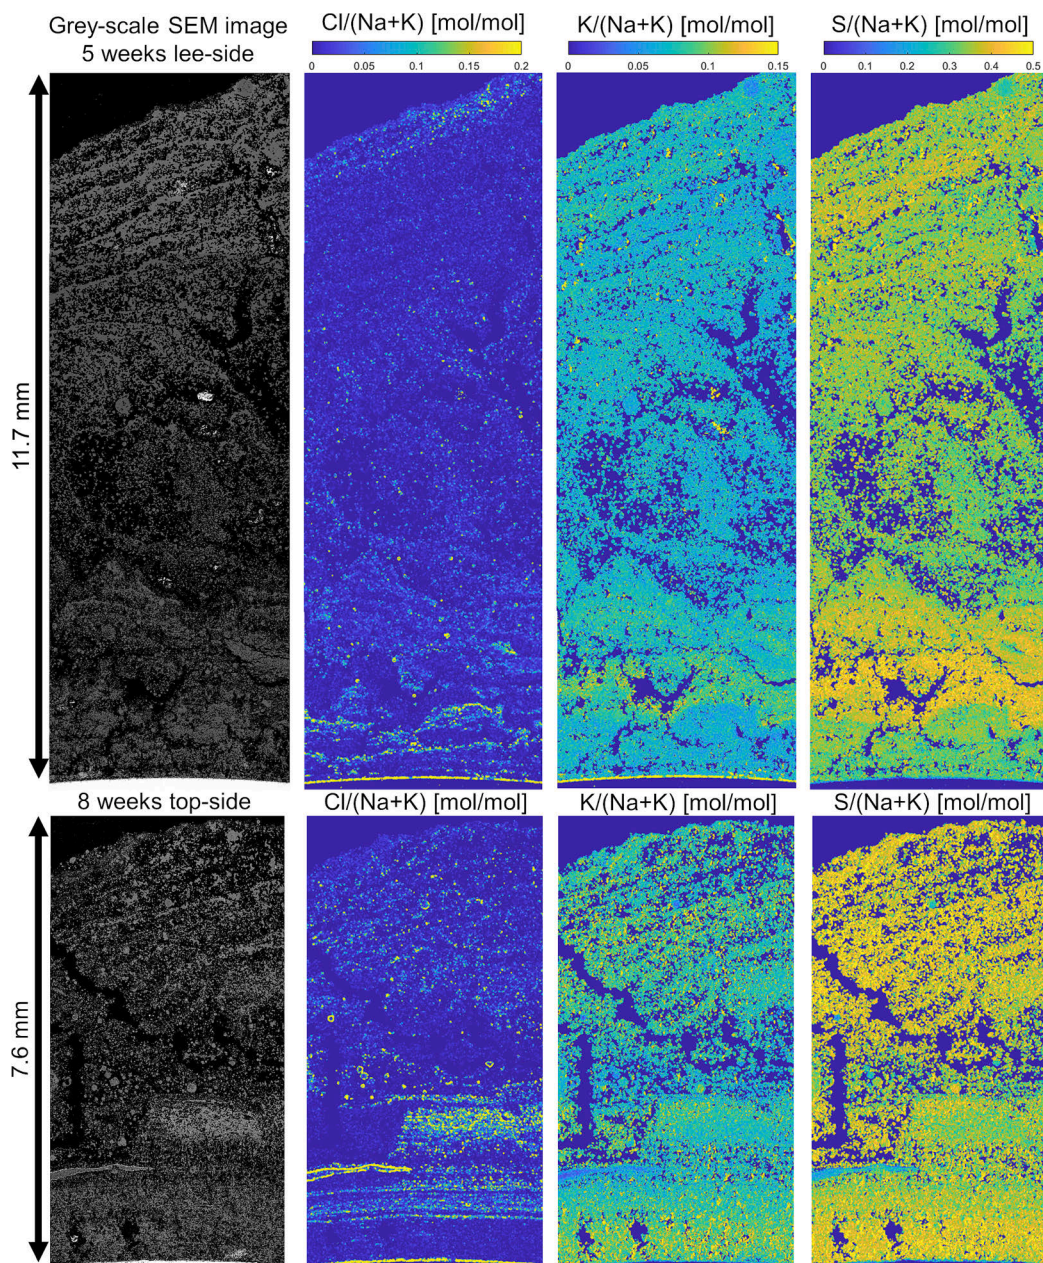 Grey-scale SEM image
5 weeks lee-side
Cl/(Na+K) [mol/mol]
0 0.05 0.1 0.15 0.2
K/(Na+K) [mol/mol]
0 0.05 0.1 0.15
S/(Na+K) [mol/mol]
0 0.1 0.2 0.3 0.4 0.5
11.7 mm
8 weeks top-side
Cl/(Na+K) [mol/mol]
K/(Na+K) [mol/mol]
S/(Na+K) [mol/mol]
7.6 mm